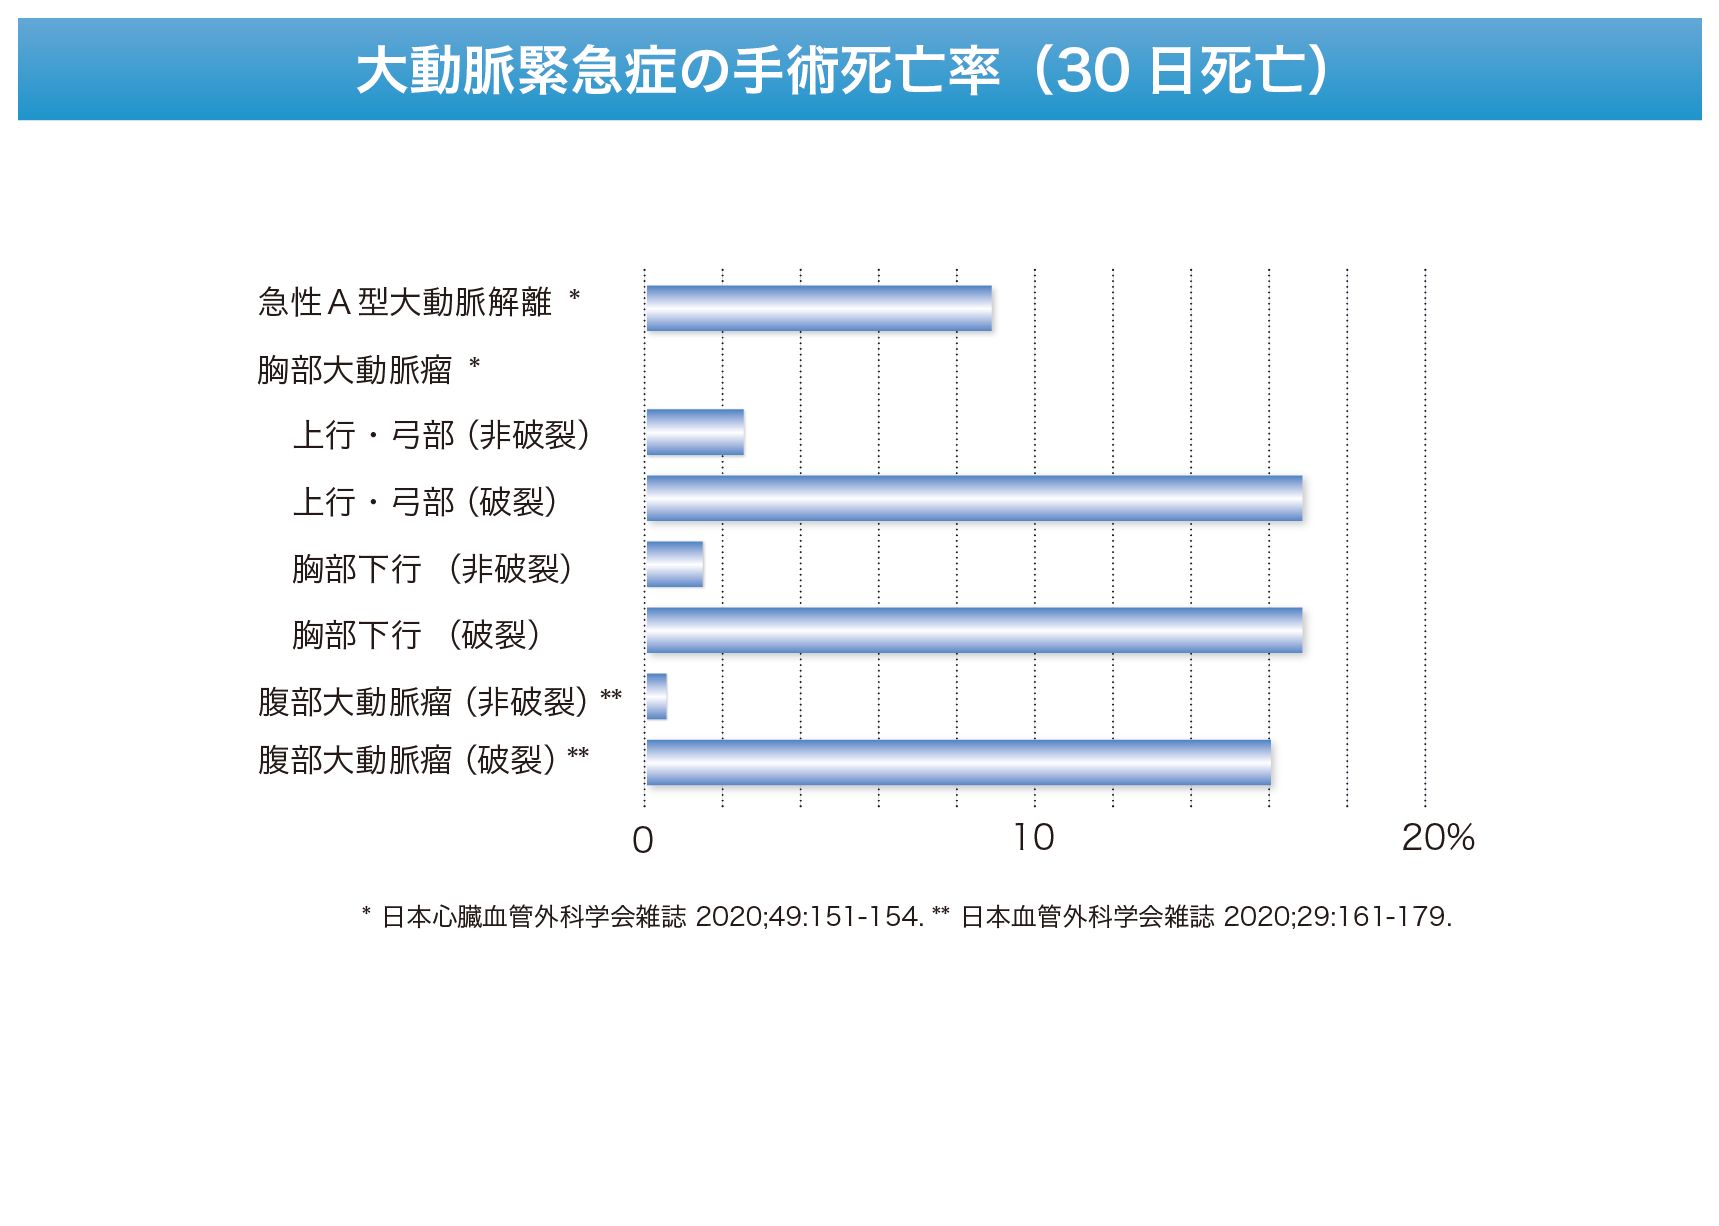 大動脈緊急症の手術死亡率（30 日死亡）
急性Ａ型大動脈解離 *
胸部大動脈瘤 *
上行・弓部（非破裂）
上行・弓部（破裂）
胸部下行 （非破裂）
胸部下行 （破裂）
腹部大動脈瘤（非破裂）**
腹部大動脈瘤（破裂）**
0 10 20%
* 日本心臓血管外科学会雑誌 2020;49:151-154. ** 日本血管外科学会雑誌 2020;29:161-179.